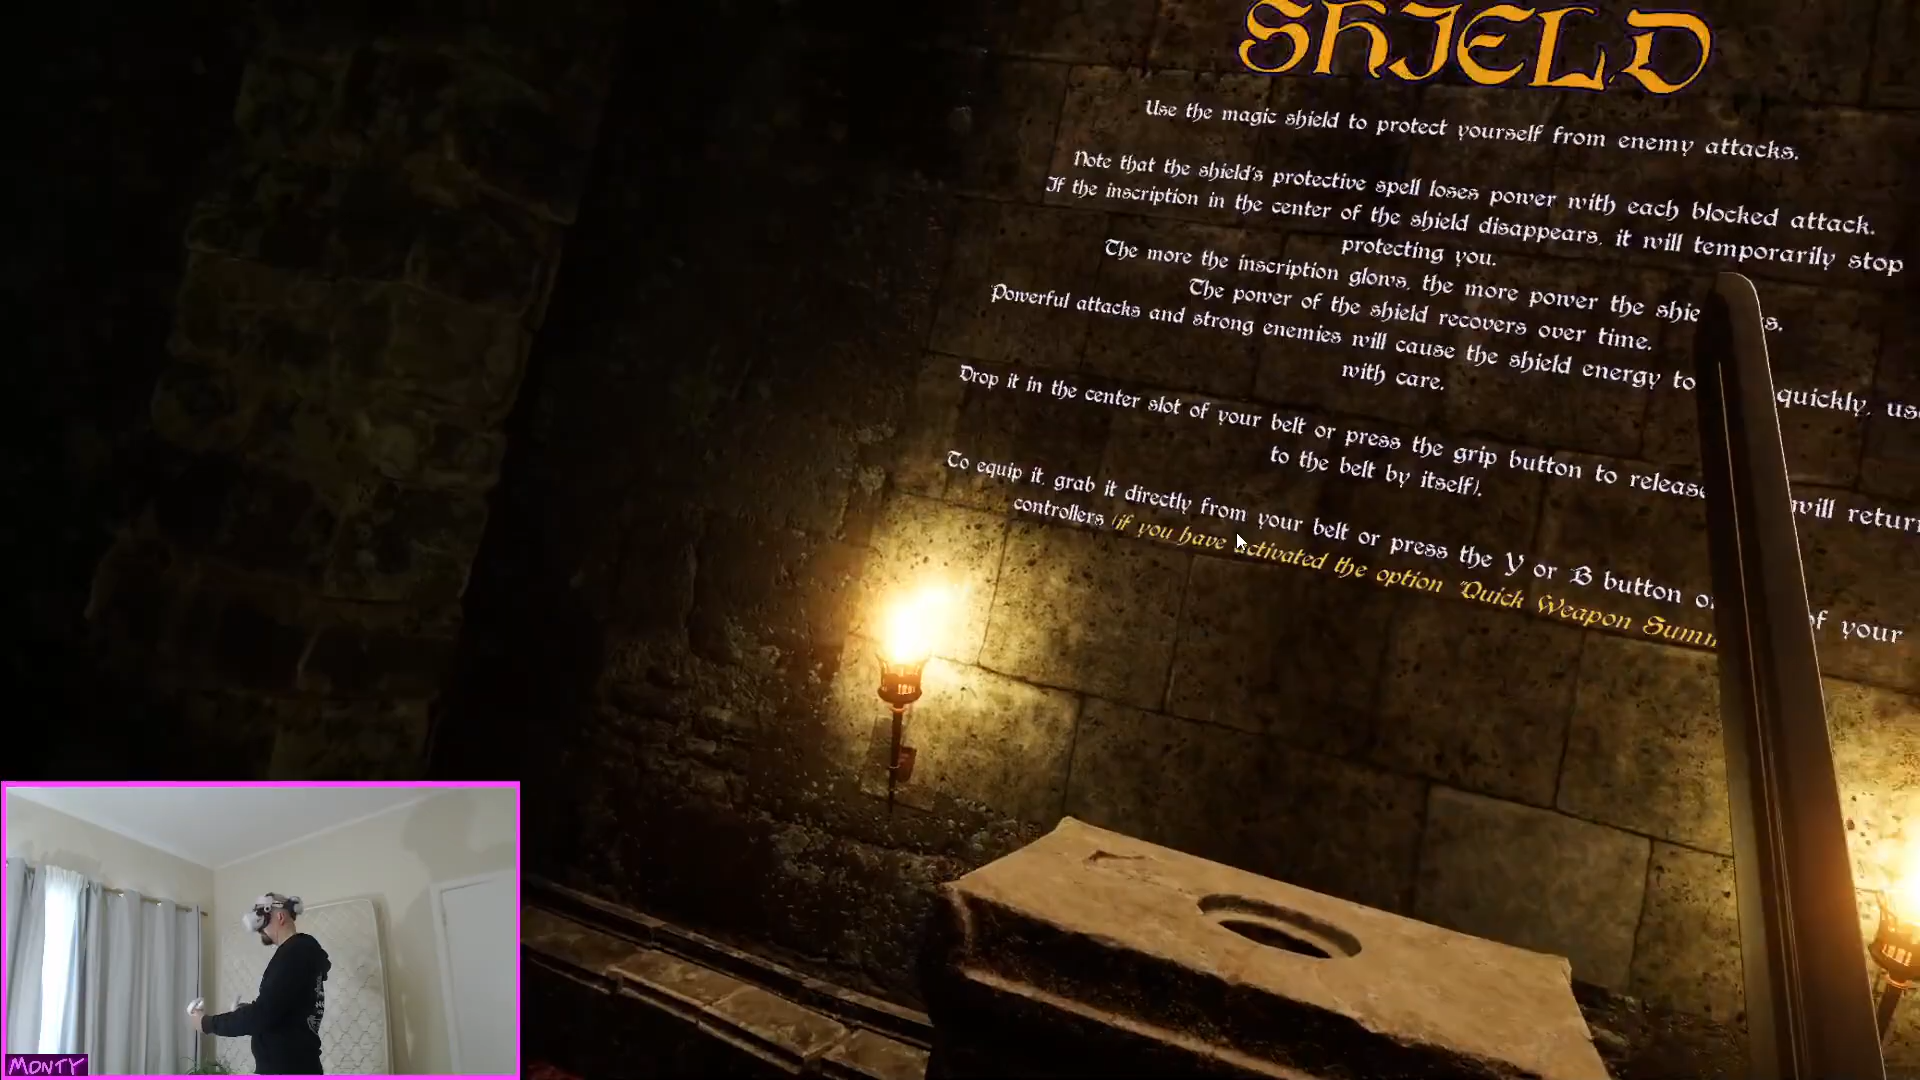 SHIELD
Use the magic shield to protect yourself from enemy attacks.
Note that the shield's protective spell loses power with each blocked attack.
If the inscription in the center of the shield disappears, it will temporarily stop
protecting you.
The more the inscription glows, the more power the shie s.
The power of the shield recovers over time.
Powerful attacks and strong enemies will cause the shield energy to quickly, us
with care.
Drop it in the center slot of your belt or press the grip button to release will return
to the belt by itself).
To equip it, grab it directly from your belt or press the Y or B button o of your
controllers (if you have activated the option "Quick Weapon Summ
MONTY